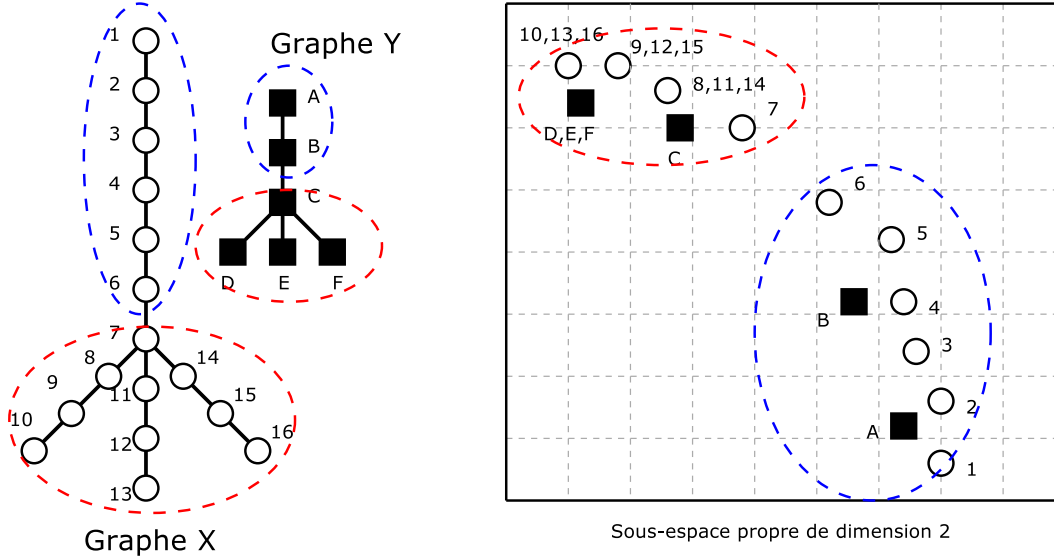 1
2
3
4
5
6
7
8
9
10
11
12
13
14
15
16
Graphe X
Graphe Y
A
B
C
D
E
F
10,13,16
9,12,15
8,11,14
7
D,E,F
C
6
5
4
B
3
2
A
1
Sous-espace propre de dimension 2